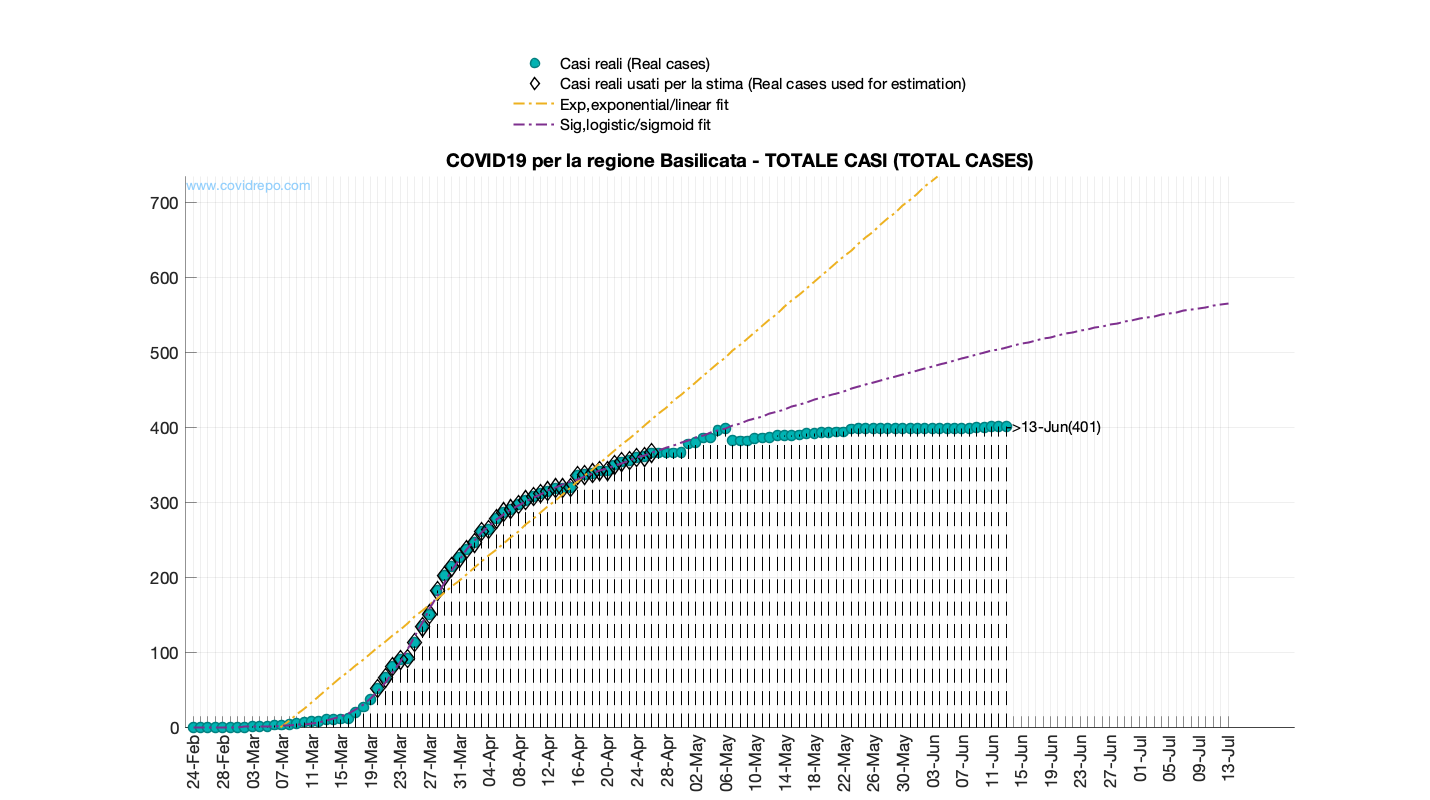 Casi reali (Real cases)
Casi reali usati per la stima (Real cases used for estimation)
Exp,exponential/linear fit
Sig,logistic/sigmoid fit
COVID19 per la regione Basilicata - TOTALE CASI (TOTAL CASES)
www.covidrepo.com
700
600
500
400
300
200
100
0
>13-Jun(401)
24-Feb
28-Feb
03-Mar
07-Mar
11-Mar
15-Mar
19-Mar
23-Mar
27-Mar
31-Mar
04-Apr
08-Apr
12-Apr
16-Apr
20-Apr
24-Apr
28-Apr
02-May
06-May
10-May
14-May
18-May
22-May
26-May
30-May
03-Jun
07-Jun
11-Jun
15-Jun
19-Jun
23-Jun
27-Jun
01-Jul
05-Jul
09-Jul
13-Jul